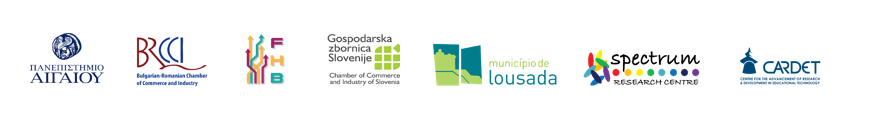 ΠΑΝΕΠΙΣΤΗΜΙΟ
ΑΙΓΑΙΟΥ
BRCCI
Bulgarian-Romanian Chamber
of Commerce and Industry
F
H
B
Gospodarska
zbornica
Slovenije
Chamber of Commerce
and Industry of Slovenia
município de
lousada
spectrum
RESEARCH CENTRE
CARDET
CENTRE FOR THE ADVANCEMENT OF RESEARCH
& DEVELOPMENT IN EDUCATIONAL TECHNOLOGY